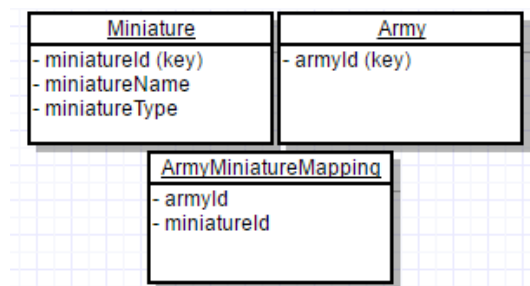 Miniature
- miniatureId (key)
- miniatureName
- miniatureType
Army
- armyId (key)
ArmyMiniatureMapping
- armyId
- miniatureId